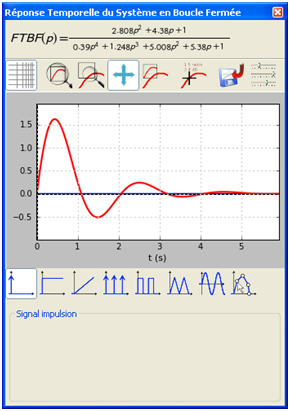 Réponse Temporelle du Système en Boucle Fermée
FTBF(p)= 2.808p² +4.38p+1
0.39p⁴ +1.248p³ +5.008p² +5.38p+1
1.5
1.0
0.5
0.0
−0.5
0 1 2 3 4 5
t (s)
Signal impulsion